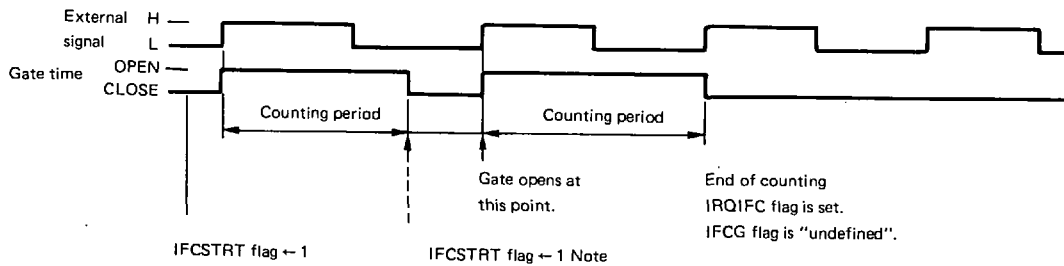 External H
signal L
Gate time OPEN
CLOSE
Counting period Counting period
Gate opens at
this point.
End of counting
IRQIFC flag is set.
IFCG flag is "undefined".
IFCSTRT flag ← 1 IFCSTRT flag ← 1 Note